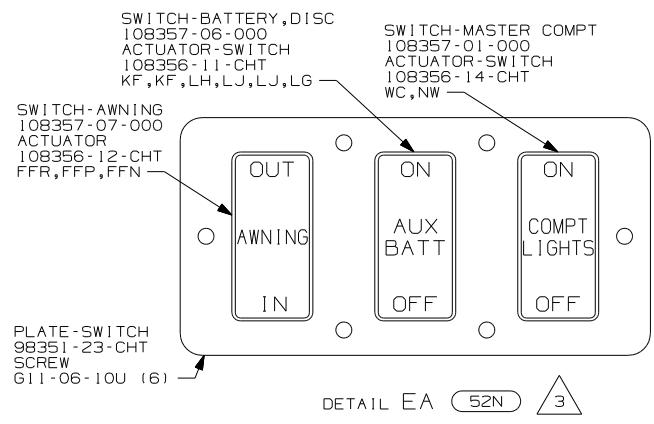 SWITCH-BATTERY,DISC
108357-06-000
ACTUATOR-SWITCH
108356-11-CHT
KF,KF,LH,LJ,LJ,LG
SWITCH-MASTER COMPT
108357-01-000
ACTUATOR-SWITCH
108356-14-CHT
WC,NW
SWITCH-AWNING
108357-07-000
ACTUATOR
108356-12-CHT
FFR,FFP,FFN
OUT
AWNING
IN
ON
AUX
BATT
OFF
ON
COMPT
LIGHTS
OFF
PLATE-SWITCH
98351-23-CHT
SCREW
G11-06-10U (6)
DETAIL EA 52N 3